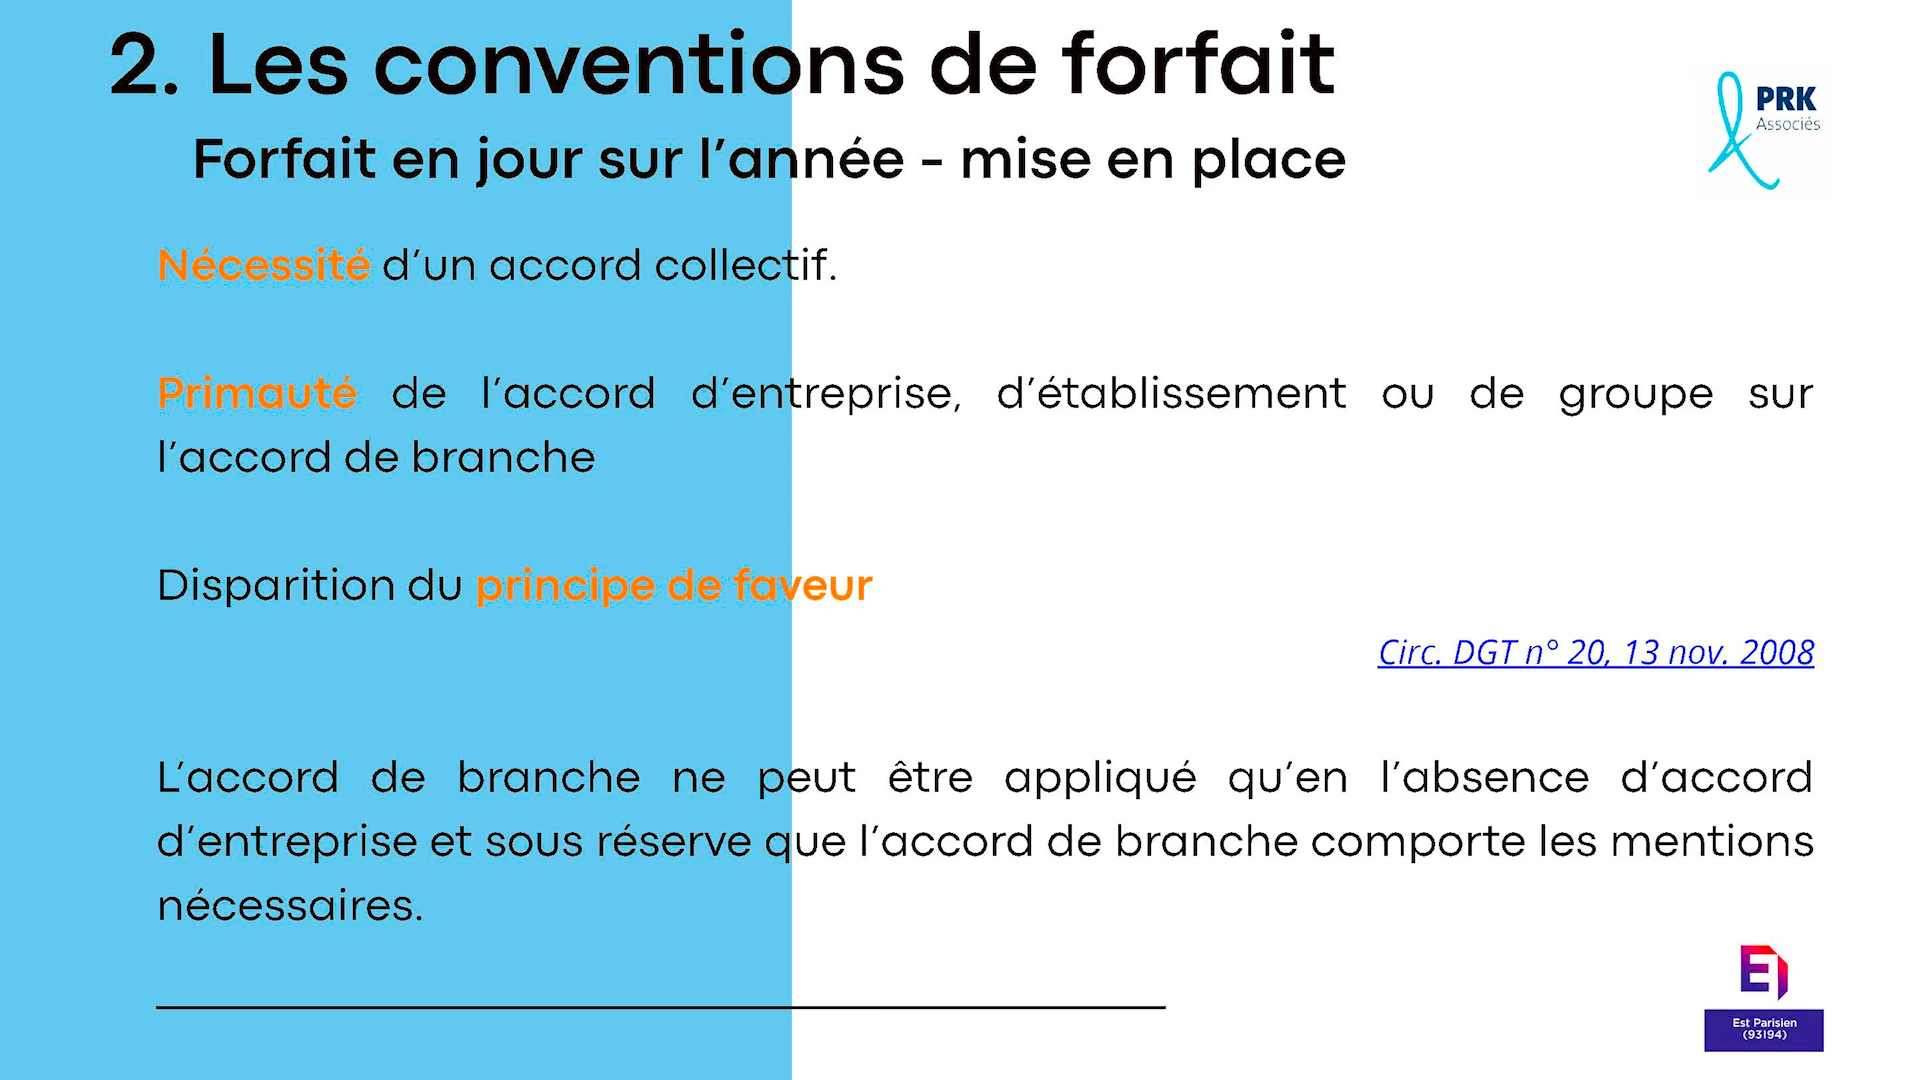 2. Les conventions de forfait
Forfait en jour sur l’année - mise en place
PRK
Associés
Nécessité d’un accord collectif.
Primauté de l’accord d’entreprise, d’établissement ou de groupe sur
l’accord de branche
Disparition du principe de faveur
Circ. DGT n° 20, 13 nov. 2008
L’accord de branche ne peut être appliqué qu’en l’absence d’accord
d’entreprise et sous réserve que l’accord de branche comporte les mentions
nécessaires.
Est Parisien
(93|94)